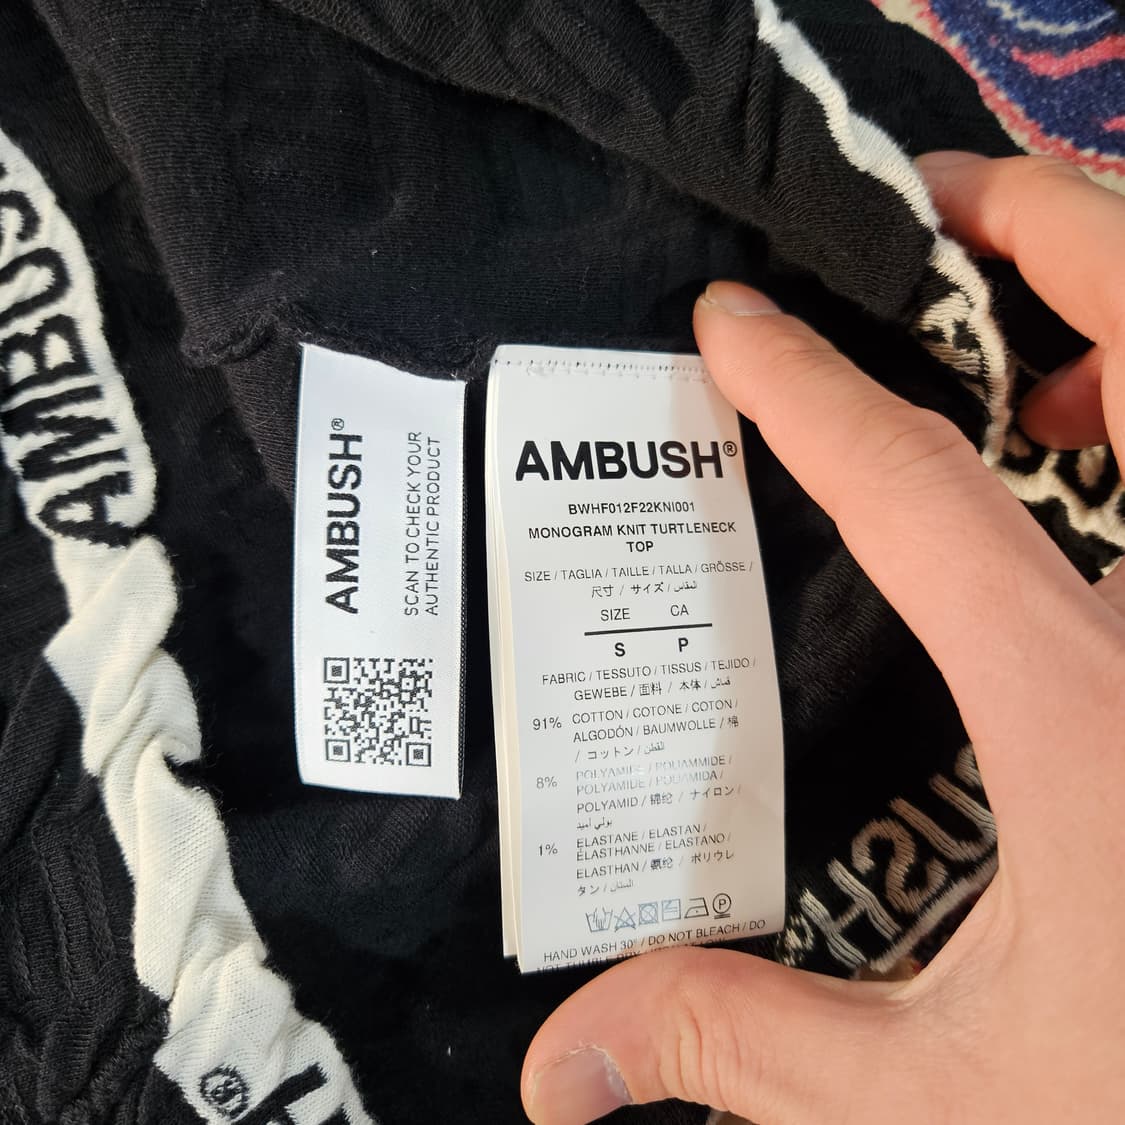 AMBUSH
AMBUSH®
SCAN TO CHECK YOUR
AUTHENTIC PRODUCT
AMBUSH®
BWHF012F22KNI001
MONOGRAM KNIT TURTLENECK
TOP
SIZE / TAGLIA / TAILLE / TALLA / GRÖSSE /
尺寸 / サイズ / المقاس
SIZE CA
S P
FABRIC / TESSUTO / TISSUS / TEJIDO /
GEWEBE / 面料 / 本体 / قماش
91% COTTON / COTONE / COTON /
ALGODÓN / BAUMWOLLE / 棉
/ コットン / القطن
8% POLYAMIDE / POLIAMMIDE /
POLYAMIDE / POLIAMIDA /
POLYAMID / 锦纶 / ナイロン /
بولي أميد
1% ELASTANE / ELASTAN /
ÉLASTHANNE / ELASTANO /
ELASTHAN / 氨纶 / ポリウレ
タン /
P
HAND WASH 30° / DO NOT BLEACH / DO
NOT TUMBLE DRY
®